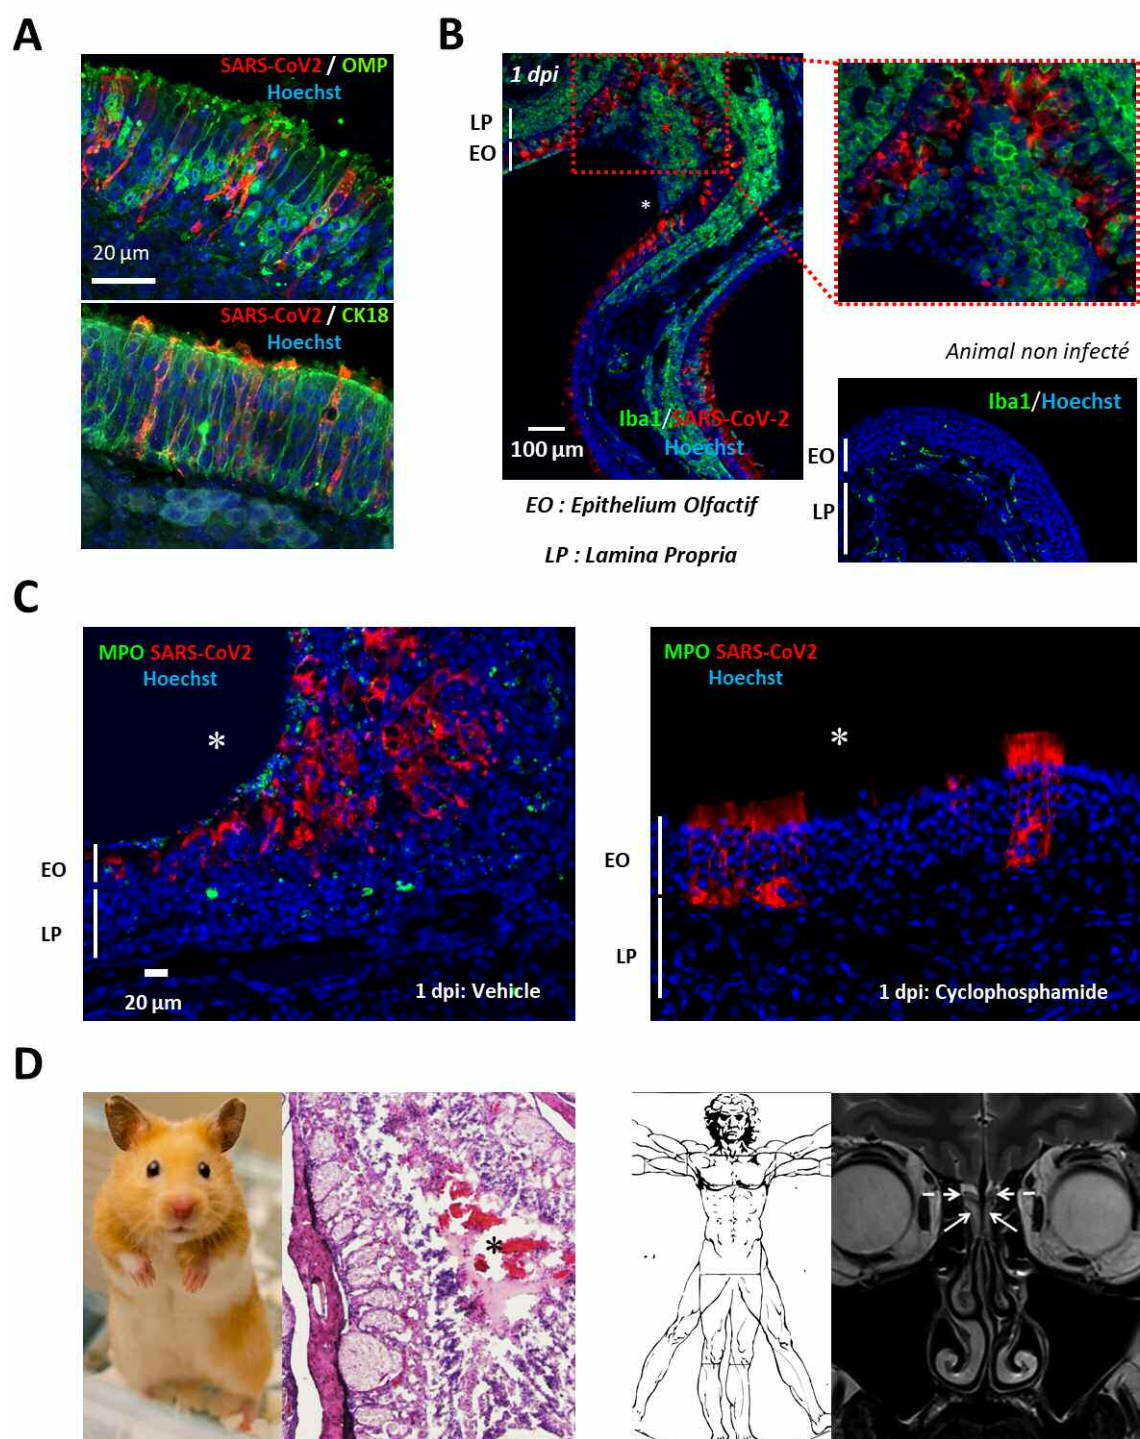 A
SARS-CoV2 / OMP
Hoechst
20 µm
SARS-CoV2 / CK18
Hoechst
B
1 dpi
LP
EO
*
Iba1/SARS-CoV-2
Hoechst
100 µm
EO : Epithelium Olfactif
LP : Lamina Propria
Animal non infecté
Iba1/Hoechst
EO
LP
C
MPO SARS-CoV2
Hoechst
*
EO
LP
20 µm
1 dpi: Vehicle
MPO SARS-CoV2
Hoechst
*
EO
LP
1 dpi: Cyclophosphamide
D
*